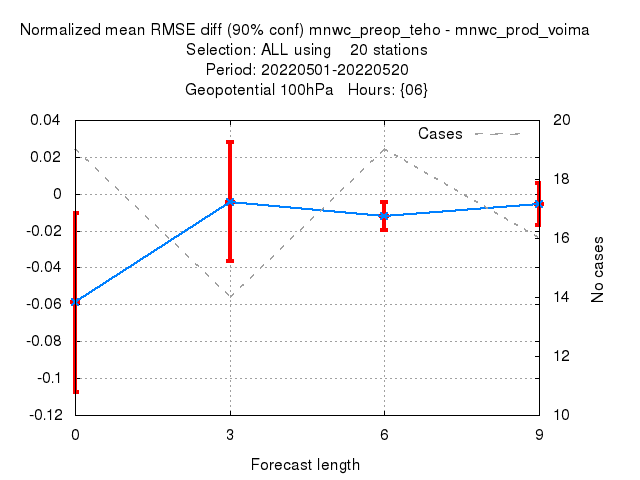 Normalized mean RMSE diff (90% conf) mnwc_preop_teho - mnwc_prod_voima
Selection: ALL using    20 stations
Period: 20220501-20220520
Geopotential 100hPa   Hours: {06}
Cases
0.04
0.02
0
-0.02
-0.04
-0.06
-0.08
-0.1
-0.12
20
18
16
14
12
10
No cases
0 3 6 9
Forecast length